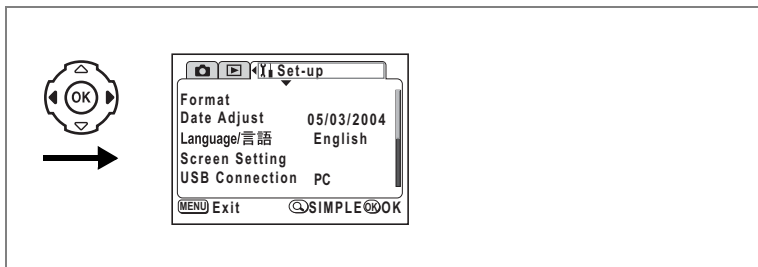 OK
Set-up
Format
Date Adjust 05/03/2004
Language/言語 English
Screen Setting
USB Connection PC
MENU Exit SIMPLE OK OK